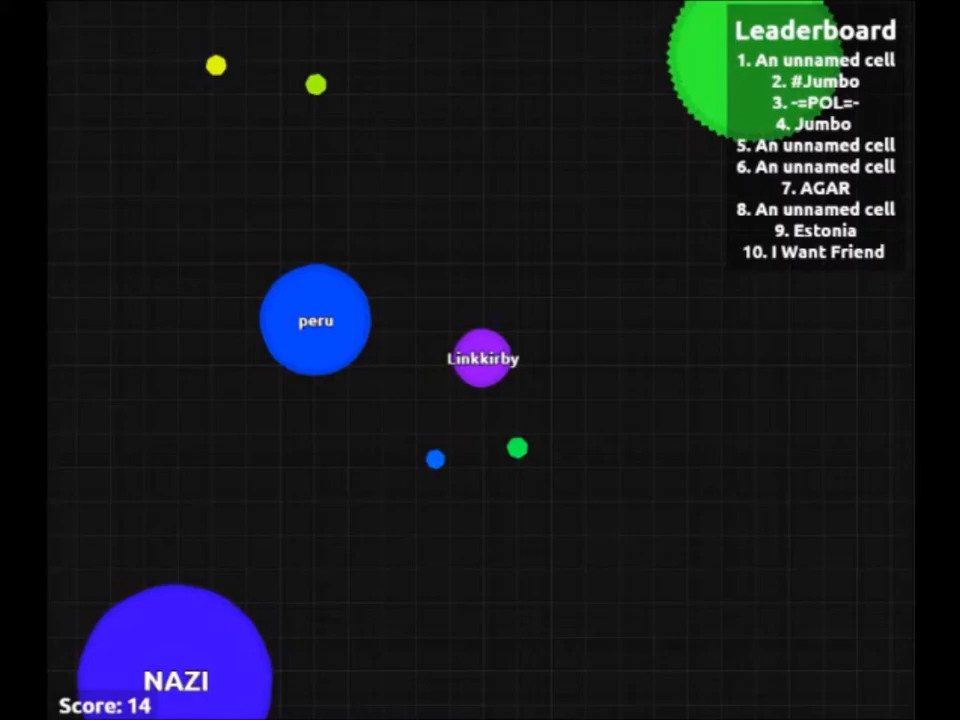 Leaderboard
1. An unnamed cell
2. #Jumbo
3. -=POL=-
4. Jumbo
5. An unnamed cell
6. An unnamed cell
7. AGAR
8. An unnamed cell
9. Estonia
10. I Want Friend
peru
Linkkirby
NAZI
Score: 14